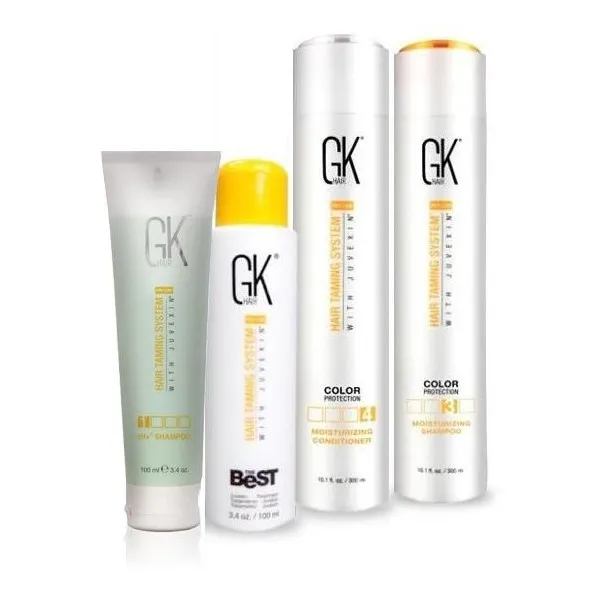 GK®
HAIR
HAIR TAMING SYSTEM
WITH JUVEXIN®
1
pH+ SHAMPOO
100 ml e 3.4 oz.
GK®
HAIR
HAIR TAMING SYSTEM
WITH JUVEXIN®
THE
BeST
3.4 oz / 100 ml
GK®
HAIR
HAIR TAMING SYSTEM
WITH JUVEXIN®
COLOR
PROTECTION
4
MOISTURIZING
CONDITIONER
10.1 fl. oz. / 300 ml
GK®
HAIR
HAIR TAMING SYSTEM
WITH JUVEXIN®
COLOR
PROTECTION
3
MOISTURIZING
SHAMPOO
10.1 fl. oz. / 300 ml